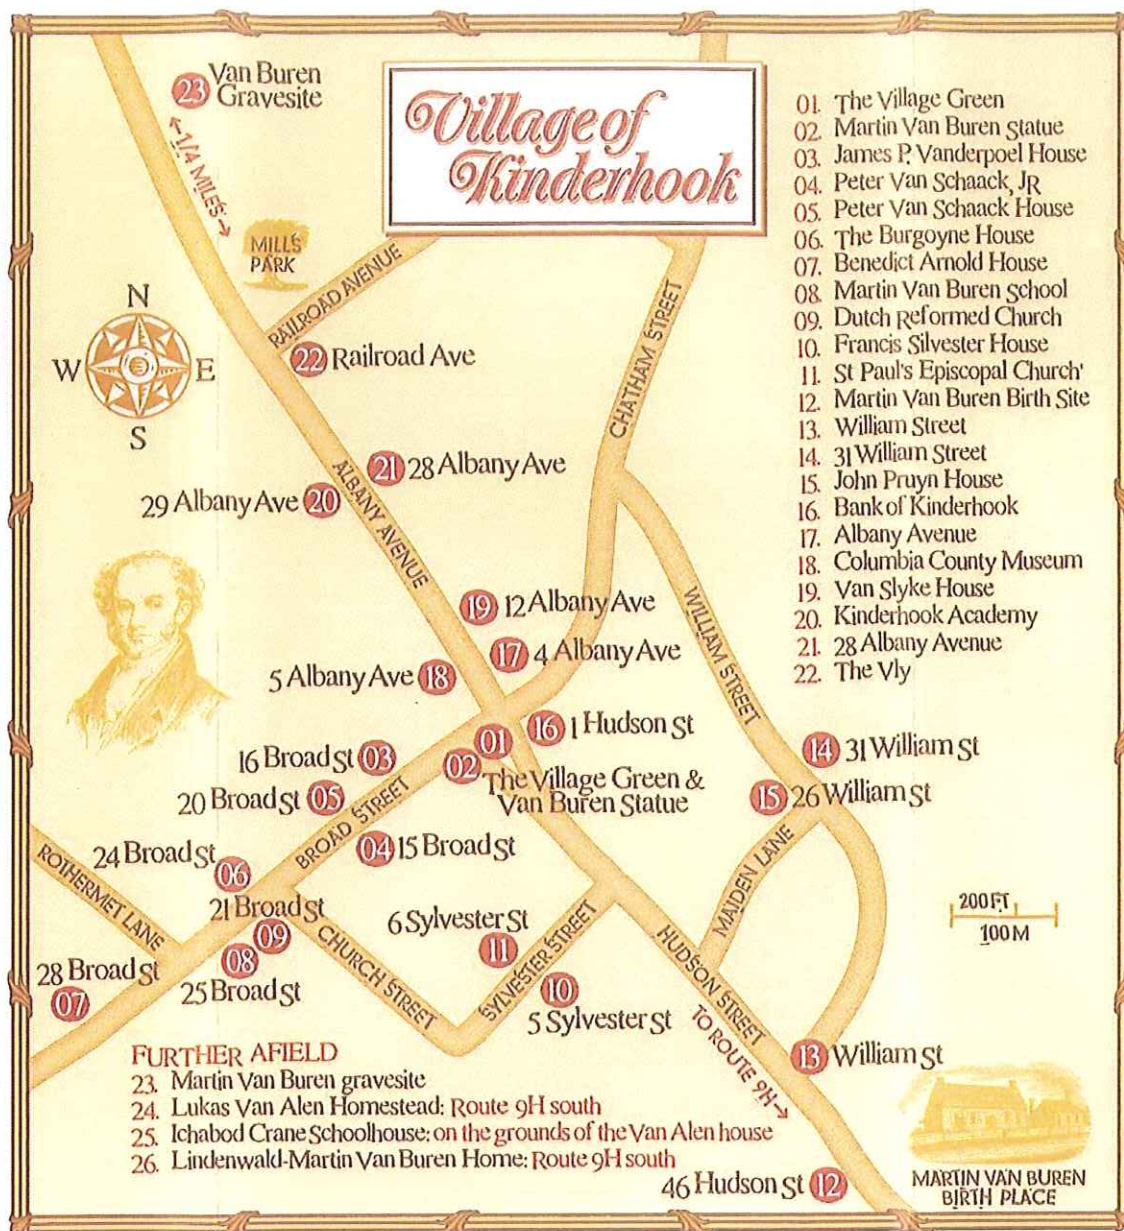 Village of
Kinderhook
23 Van Buren
Gravesite
←1/4 MILES→
MILLS
PARK
N
W E
S
RAILROAD AVENUE
22 Railroad Ave
CHATHAM STREET
ALBANY AVENUE
21 28 Albany Ave
29 Albany Ave 20
19 12 Albany Ave
17 4 Albany Ave
5 Albany Ave 18
WILLIAM STREET
16 1 Hudson St
01
02
The Village Green &
Van Buren Statue
16 Broad St 03
20 Broad St 05
BROAD STREET
04 15 Broad St
14 31 William St
15 26 William St
MAIDEN LANE
ROTHERMET LANE
24 Broad St
06
21 Broad St
09
08
25 Broad St
28 Broad St
07
CHURCH STREET
6 Sylvester St
11
SYLVESTER STREET
10
5 Sylvester St
HUDSON STREET
TO ROUTE 9H→
13 William St
46 Hudson St 12
200 FT
100 M
MARTIN VAN BUREN
BIRTH PLACE
01. The Village Green
02. Martin Van Buren Statue
03. James P. Vanderpoel House
04. Peter Van Schaack, JR
05. Peter Van Schaack House
06. The Burgoyne House
07. Benedict Arnold House
08. Martin Van Buren School
09. Dutch Reformed Church
10. Francis Silvester House
11. St Paul's Episcopal Church'
12. Martin Van Buren Birth Site
13. William Street
14. 31 William Street
15. John Pruyn House
16. Bank of Kinderhook
17. Albany Avenue
18. Columbia County Museum
19. Van Slyke House
20. Kinderhook Academy
21. 28 Albany Avenue
22. The Vly
FURTHER AFIELD
23. Martin Van Buren gravesite
24. Lukas Van Alen Homestead: Route 9H south
25. Ichabod Crane Schoolhouse: on the grounds of the Van Alen house
26. Lindenwald-Martin Van Buren Home: Route 9H south